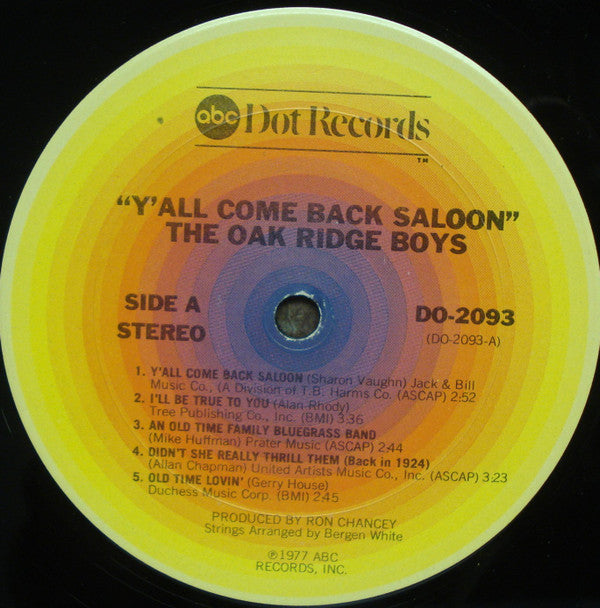 abc Dot Records
TM
"Y'ALL COME BACK SALOON"
THE OAK RIDGE BOYS
SIDE A
STEREO
DO-2093
(DO-2093-A)
1. Y'ALL COME BACK SALOON (Sharon Vaughn) Jack & Bill
Music Co., (A Division of T.B. Harms Co. (ASCAP) 2:52
2. I'LL BE TRUE TO YOU (Alan Rhody)
Tree Publishing Co., Inc. (BMI) 3:36
3. AN OLD TIME FAMILY BLUEGRASS BAND
(Mike Huffman) Prater Music (ASCAP) 2:44
4. DIDN'T SHE REALLY THRILL THEM (Back in 1924)
(Allan Chapman) United Artists Music Co., Inc. (ASCAP) 3:23
5. OLD TIME LOVIN' (Gerry House)
Duchess Music Corp. (BMI) 2:45
PRODUCED BY RON CHANCEY
Strings Arranged by Bergen White
℗1977 ABC
RECORDS, INC.